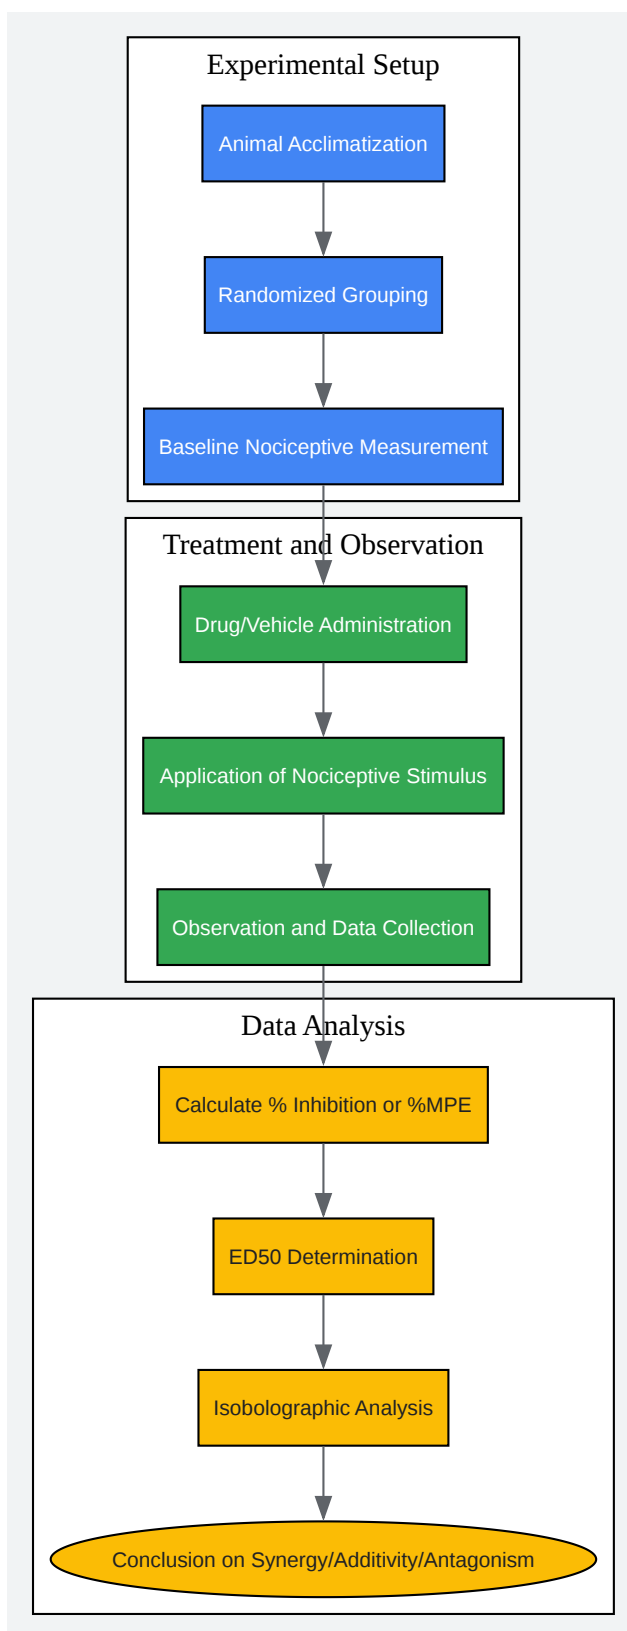 Experimental Setup
Animal Acclimatization
Randomized Grouping
Baseline Nociceptive Measurement
Treatment and Observation
Drug/Vehicle Administration
Application of Nociceptive Stimulus
Observation and Data Collection
Data Analysis
Calculate % Inhibition or %MPE
ED50 Determination
Isobolographic Analysis
Conclusion on Synergy/Additivity/Antagonism